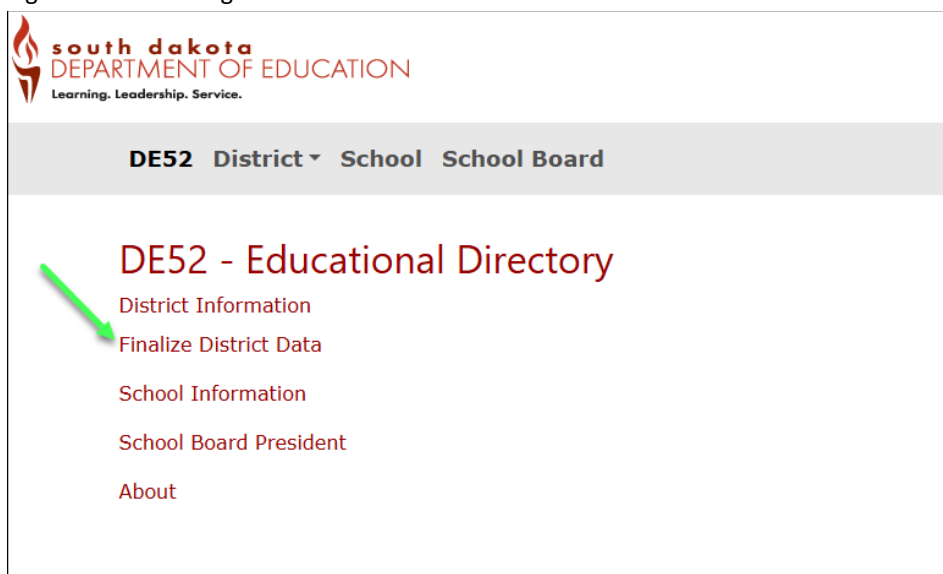 south dakota
DEPARTMENT OF EDUCATION
Learning. Leadership. Service.
DE52 District School School Board
DE52 - Educational Directory
District Information
Finalize District Data
School Information
School Board President
About